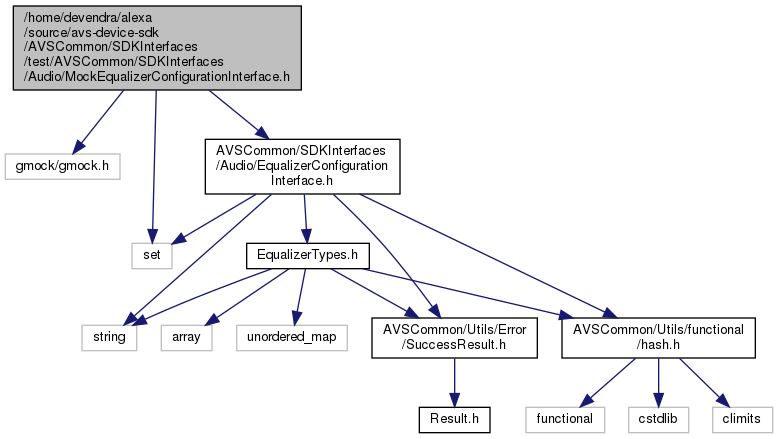 /home/devendra/alexa
/source/avs-device-sdk
/AVSCommon/SDKInterfaces
/test/AVSCommon/SDKInterfaces
/Audio/MockEqualizerConfigurationInterface.h
gmock/gmock.h
AVSCommon/SDKInterfaces
/Audio/EqualizerConfiguration
Interface.h
set
EqualizerTypes.h
string
array
unordered_map
AVSCommon/Utils/Error
/SuccessResult.h
AVSCommon/Utils/functional
/hash.h
Result.h
functional
cstdlib
climits